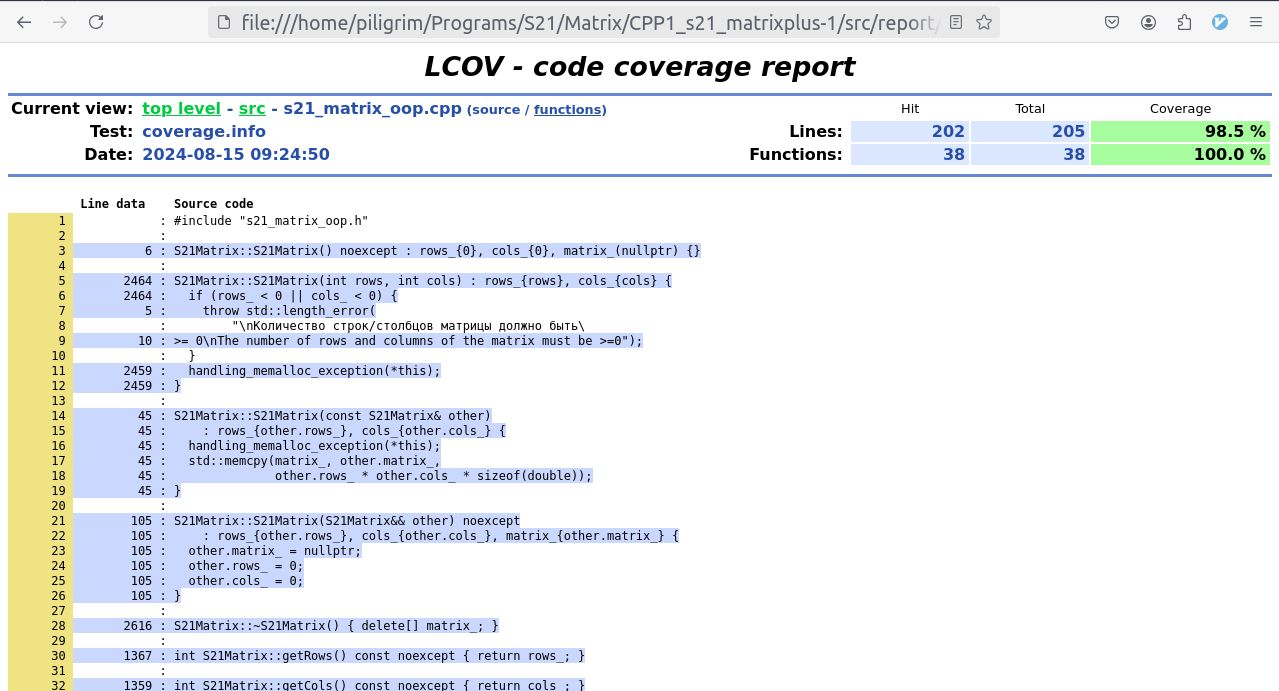 file:///home/piligrim/Programs/S21/Matrix/CPP1_s21_matrixplus-1/src/report/
LCOV - code coverage report
Current view: top level - src - s21_matrix_oop.cpp (source / functions) Hit Total Coverage
Test: coverage.info Lines: 202 205 98.5 %
Date: 2024-08-15 09:24:50 Functions: 38 38 100.0 %
Line data Source code
1 : #include "s21_matrix_oop.h"
2 :
3 6 : S21Matrix::S21Matrix() noexcept : rows_{0}, cols_{0}, matrix_(nullptr) {}
4 :
5 2464 : S21Matrix::S21Matrix(int rows, int cols) : rows_{rows}, cols_{cols} {
6 2464 : if (rows_ < 0 || cols_ < 0) {
7 5 : throw std::length_error(
8 : "\nКоличество строк/столбцов матрицы должно быть\
9 10 : >= 0\nThe number of rows and columns of the matrix must be >=0");
10 : }
11 2459 : handling_memalloc_exception(*this);
12 2459 : }
13 :
14 45 : S21Matrix::S21Matrix(const S21Matrix& other)
15 45 : : rows_{other.rows_}, cols_{other.cols_} {
16 45 : handling_memalloc_exception(*this);
17 45 : std::memcpy(matrix_, other.matrix_,
18 45 : other.rows_ * other.cols_ * sizeof(double));
19 45 : }
20 :
21 105 : S21Matrix::S21Matrix(S21Matrix&& other) noexcept
22 105 : : rows_{other.rows_}, cols_{other.cols_}, matrix_{other.matrix_} {
23 105 : other.matrix_ = nullptr;
24 105 : other.rows_ = 0;
25 105 : other.cols_ = 0;
26 105 : }
27 :
28 2616 : S21Matrix::~S21Matrix() { delete[] matrix_; }
29 :
30 1367 : int S21Matrix::getRows() const noexcept { return rows_; }
31 :
32 1359 : int S21Matrix::getCols() const noexcept { return cols_; }